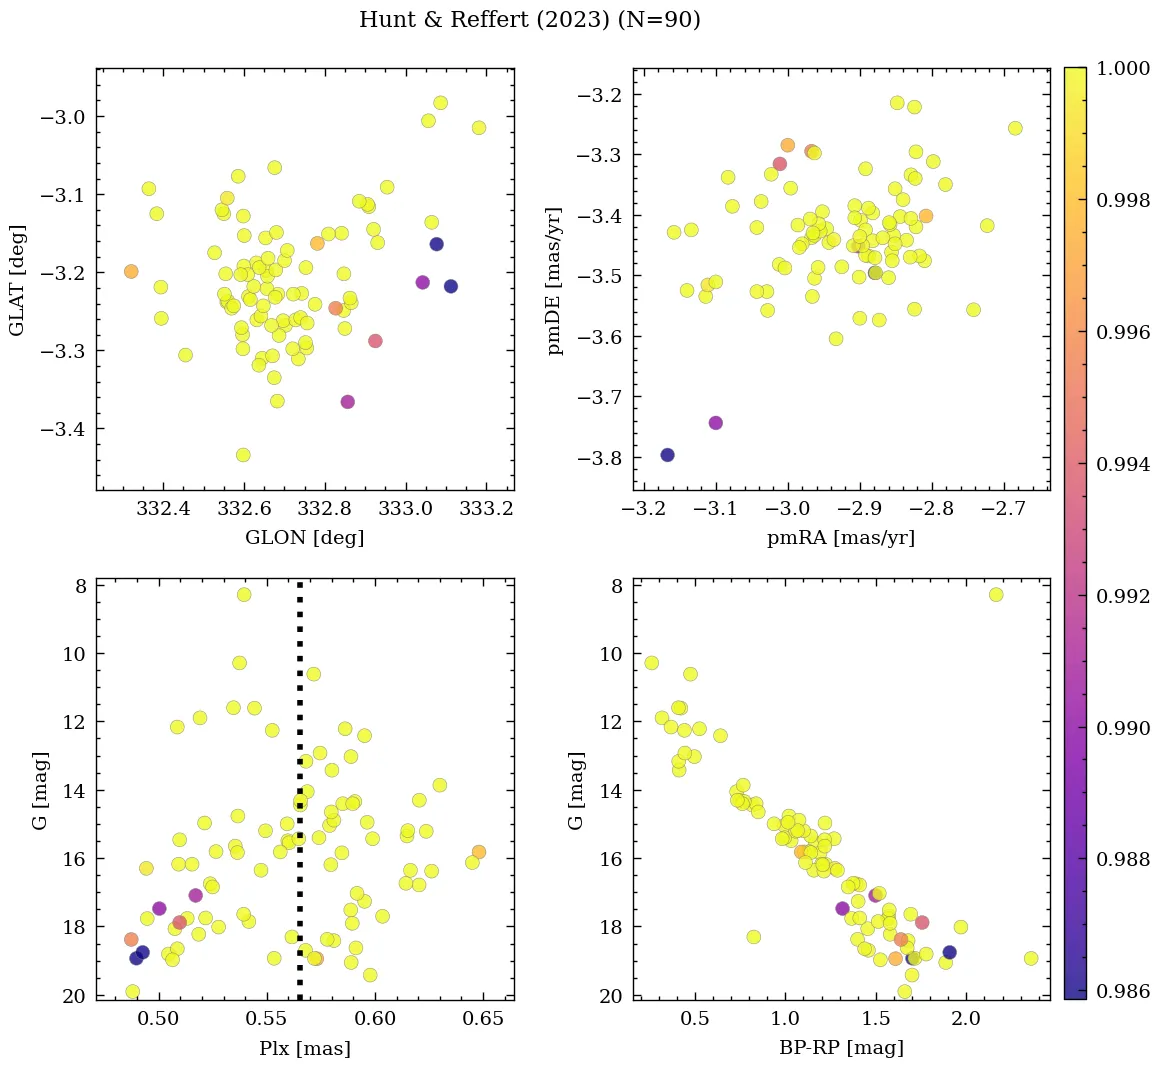 Hunt & Reffert (2023) (N=90)
−3.0
−3.1
−3.2
−3.3
−3.4
GLAT [deg]
332.4 332.6 332.8 333.0 333.2
GLON [deg]
−3.2
−3.3
−3.4
−3.5
−3.6
−3.7
−3.8
pmDE [mas/yr]
−3.2 −3.1 −3.0 −2.9 −2.8 −2.7
pmRA [mas/yr]
8
10
12
14
16
18
20
G [mag]
0.50 0.55 0.60 0.65
Plx [mas]
8
10
12
14
16
18
20
G [mag]
0.5 1.0 1.5 2.0
BP-RP [mag]
1.000
0.998
0.996
0.994
0.992
0.990
0.988
0.986